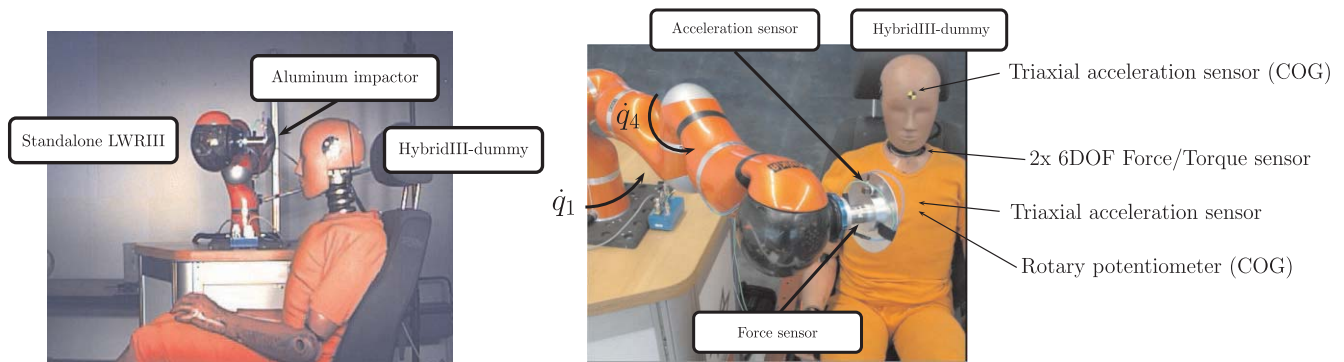 Aluminum impactor
Standalone LWRIII
HybridIII-dummy
Acceleration sensor
HybridIII-dummy
Triaxial acceleration sensor (COG)
q̇₄
2x 6DOF Force/Torque sensor
q̇₁
Triaxial acceleration sensor
Rotary potentiometer (COG)
Force sensor